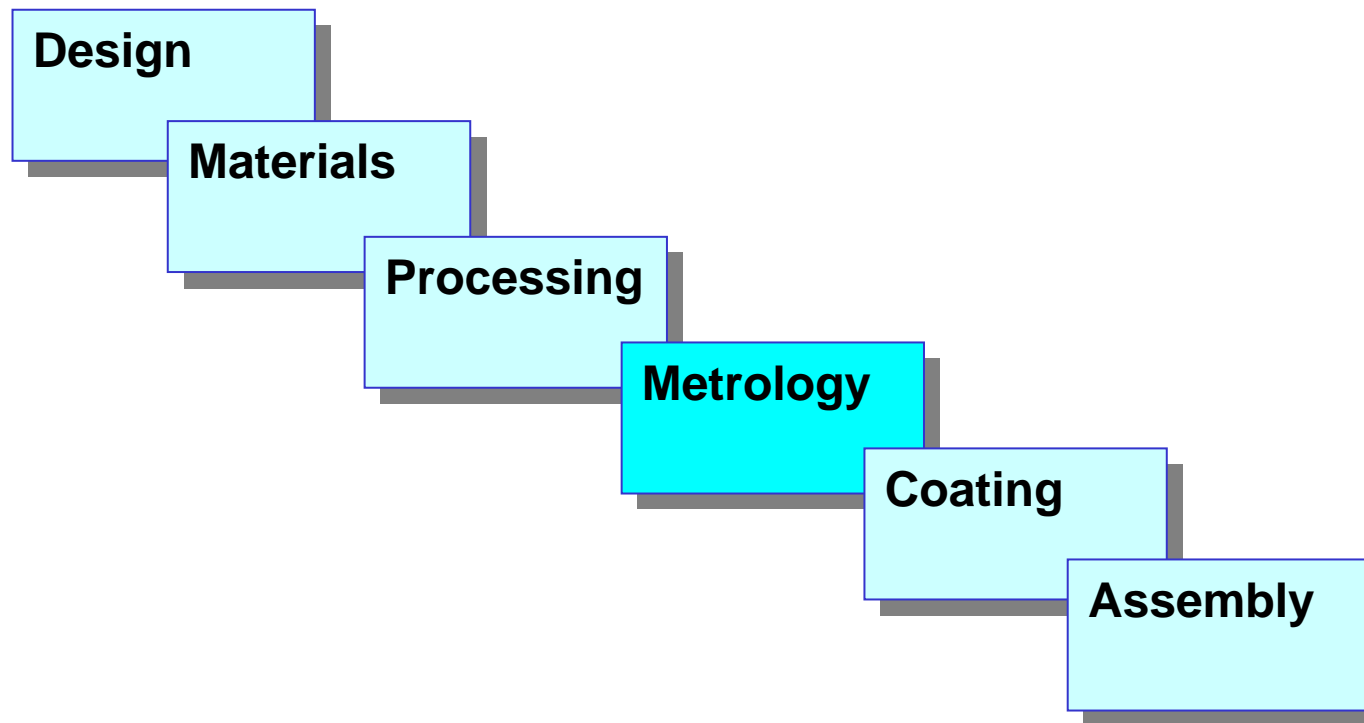 Design
Materials
Processing
Metrology
Coating
Assembly